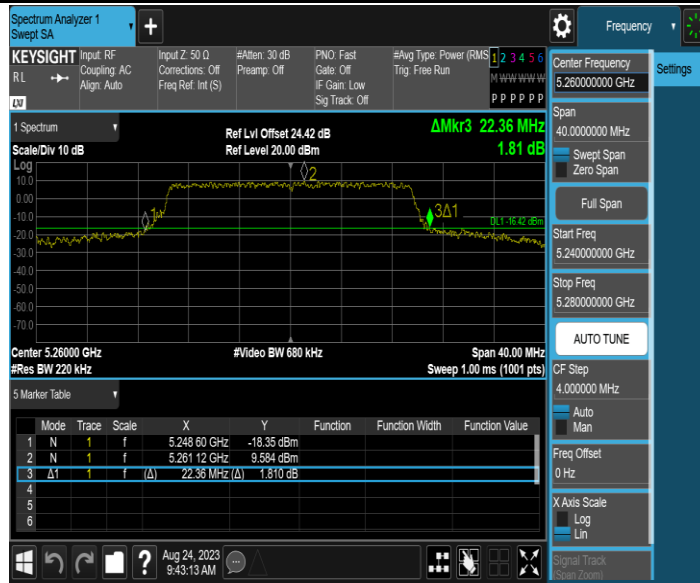 Spectrum Analyzer 1
Swept SA
Frequency
KEYSIGHT
RL
LXI
Input: RF
Coupling: AC
Align: Auto
Input Z: 50 Ω
Corrections: Off
Freq Ref: Int (S)
#Atten: 30 dB
Preamp: Off
PNO: Fast
Gate: Off
IF Gain: Low
Sig Track: Off
#Avg Type: Power (RMS
Trig: Free Run
1 2 3 4 5 6
M W W W W W
P P P P P P
Center Frequency
5.260000000 GHz
Settings
Span
40.0000000 MHz
Swept Span
Zero Span
Full Span
Start Freq
5.240000000 GHz
Stop Freq
5.280000000 GHz
AUTO TUNE
CF Step
4.000000 MHz
Auto
Man
Freq Offset
0 Hz
X Axis Scale
Log
Lin
Signal Track
(Span Zoom)
1 Spectrum
Scale/Div 10 dB
Ref Lvl Offset 24.42 dB
Ref Level 20.00 dBm
ΔMkr3 22.36 MHz
1.81 dB
Log
10.0
0.00
-10.0
-20.0
-30.0
-40.0
-50.0
-60.0
-70.0
1
2
3Δ1
DL1 -16.42 dBm
Center 5.26000 GHz
#Video BW 680 kHz
Span 40.00 MHz
#Res BW 220 kHz
Sweep 1.00 ms (1001 pts)
5 Marker Table
Mode Trace Scale X Y Function Function Width Function Value
1 N 1 f 5.248 60 GHz -18.35 dBm
2 N 1 f 5.261 12 GHz 9.584 dBm
3 Δ1 1 f (Δ) 22.36 MHz (Δ) 1.810 dB
4
5
6
?
Aug 24, 2023
9:43:13 AM